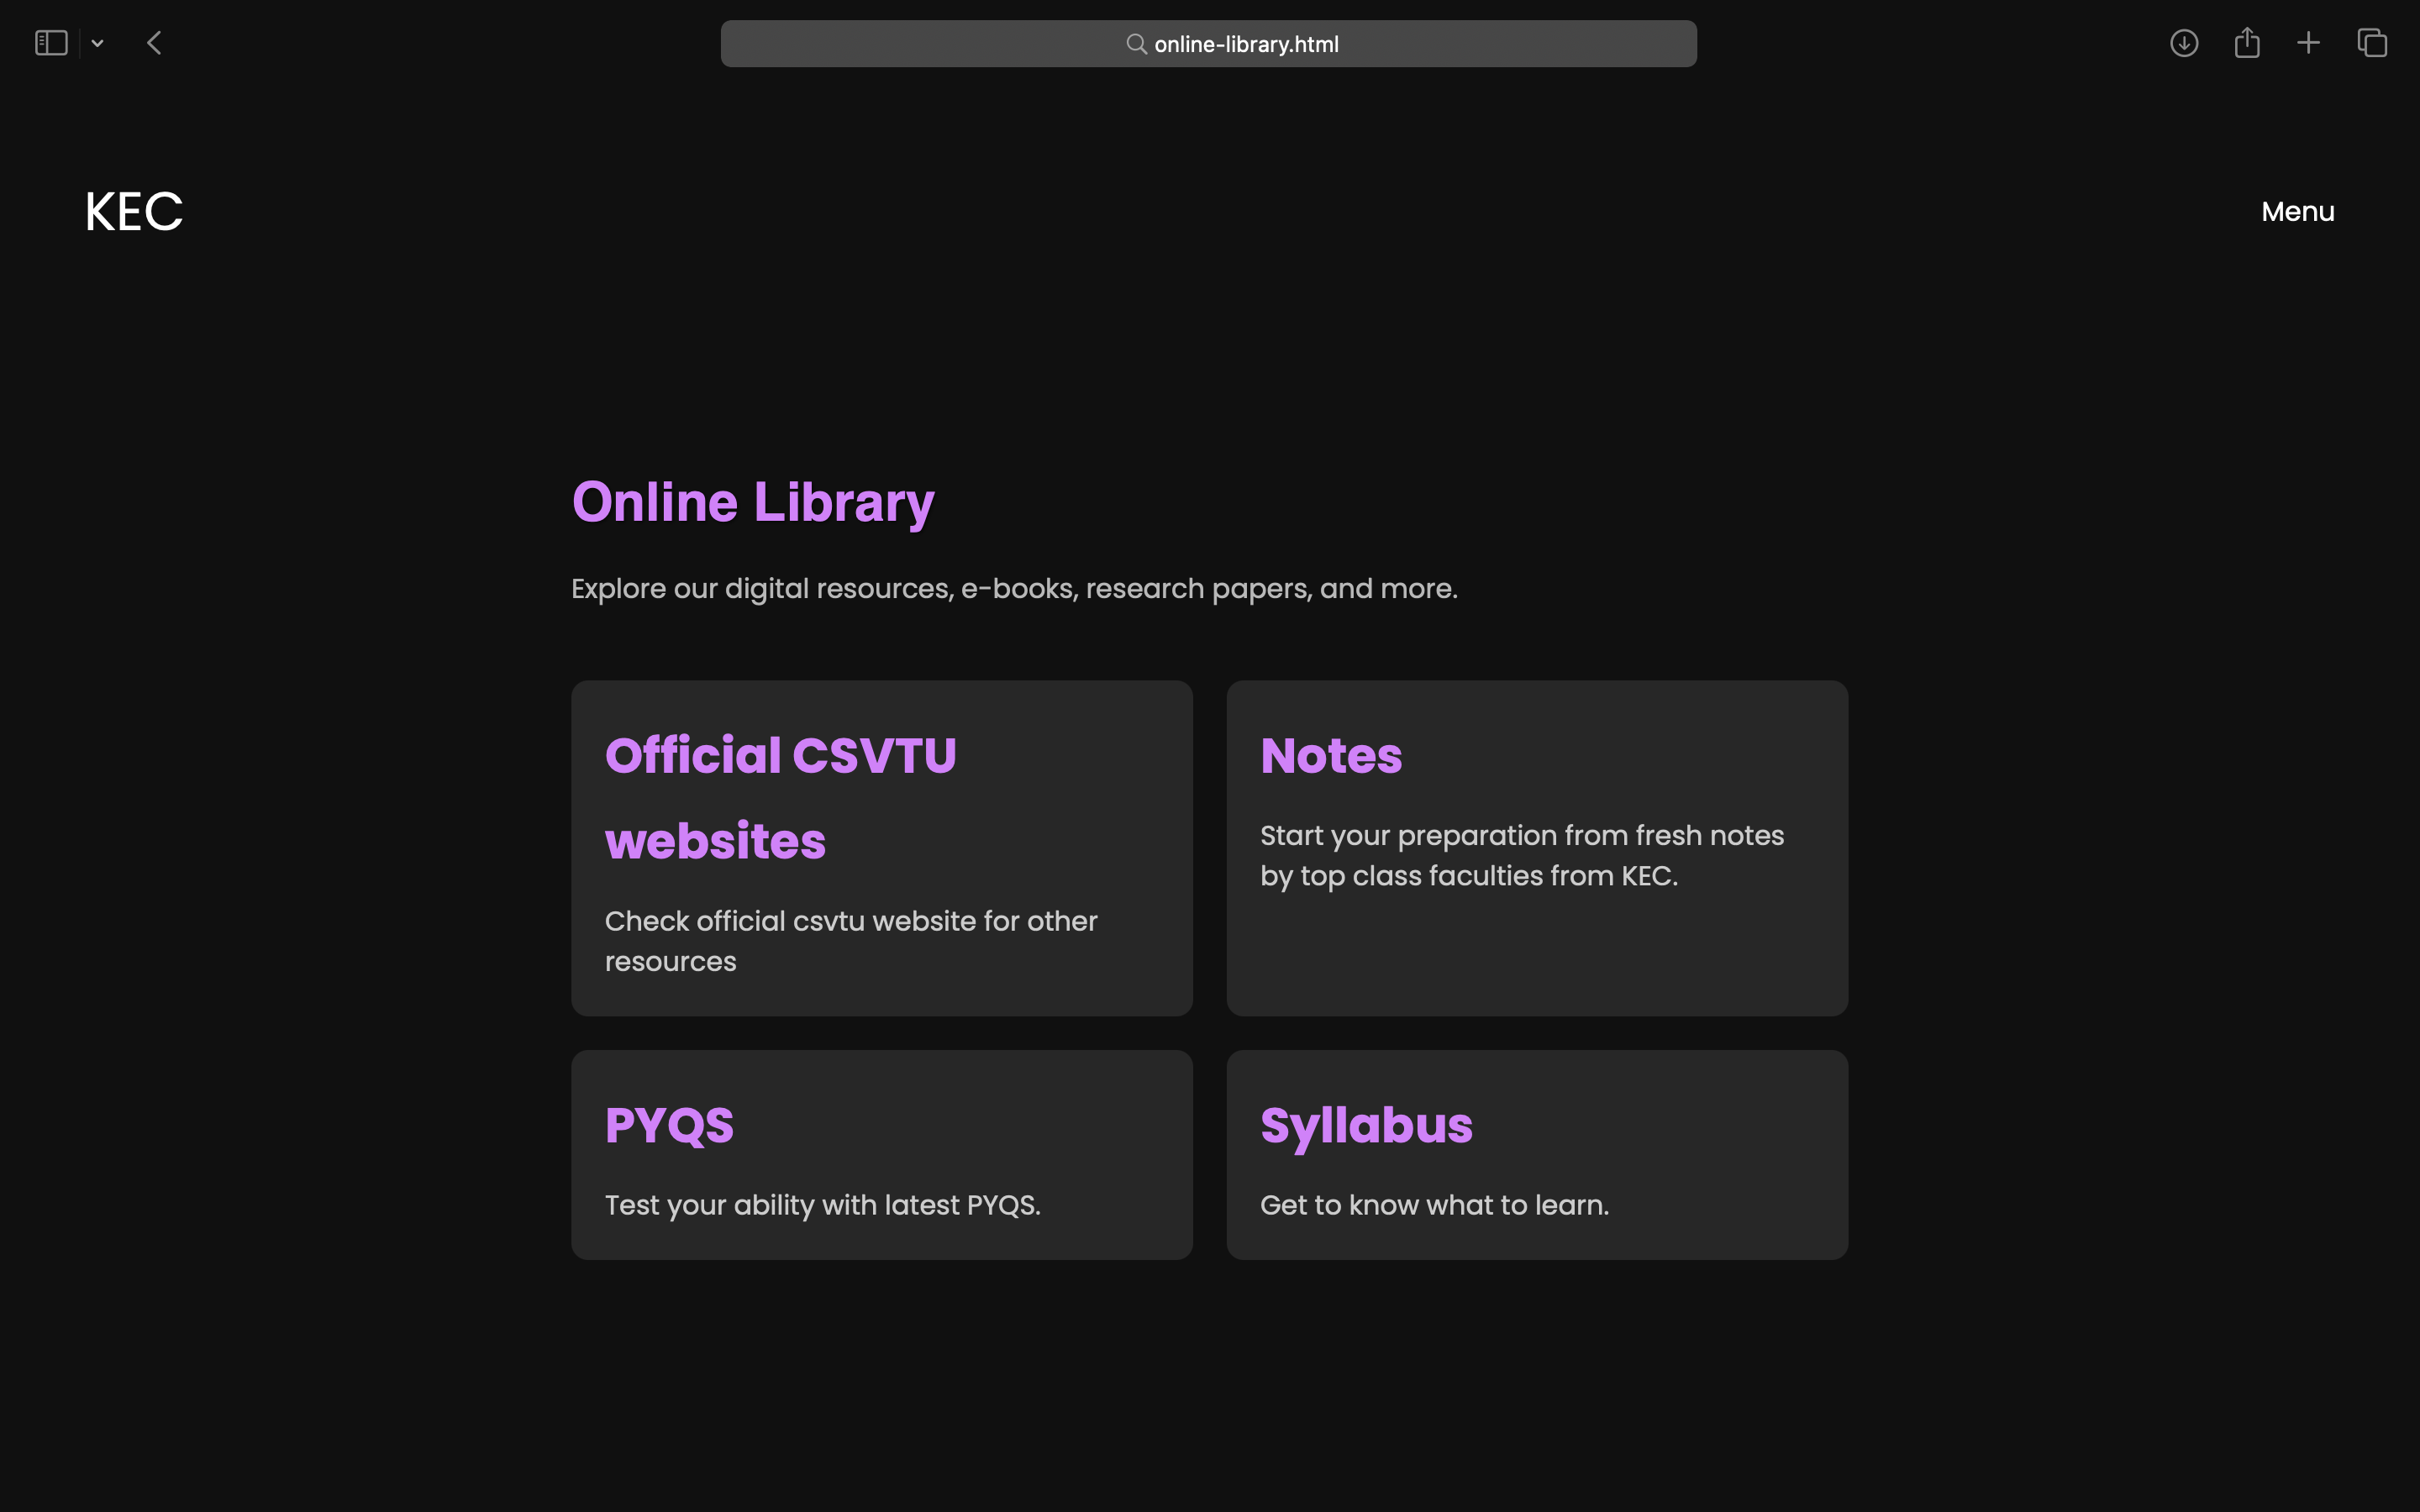 online-library.html
KEC
Menu
Online Library
Explore our digital resources, e-books, research papers, and more.
Official CSVTU
websites
Check official csvtu website for other
resources
Notes
Start your preparation from fresh notes
by top class faculties from KEC.
PYQS
Test your ability with latest PYQS.
Syllabus
Get to know what to learn.